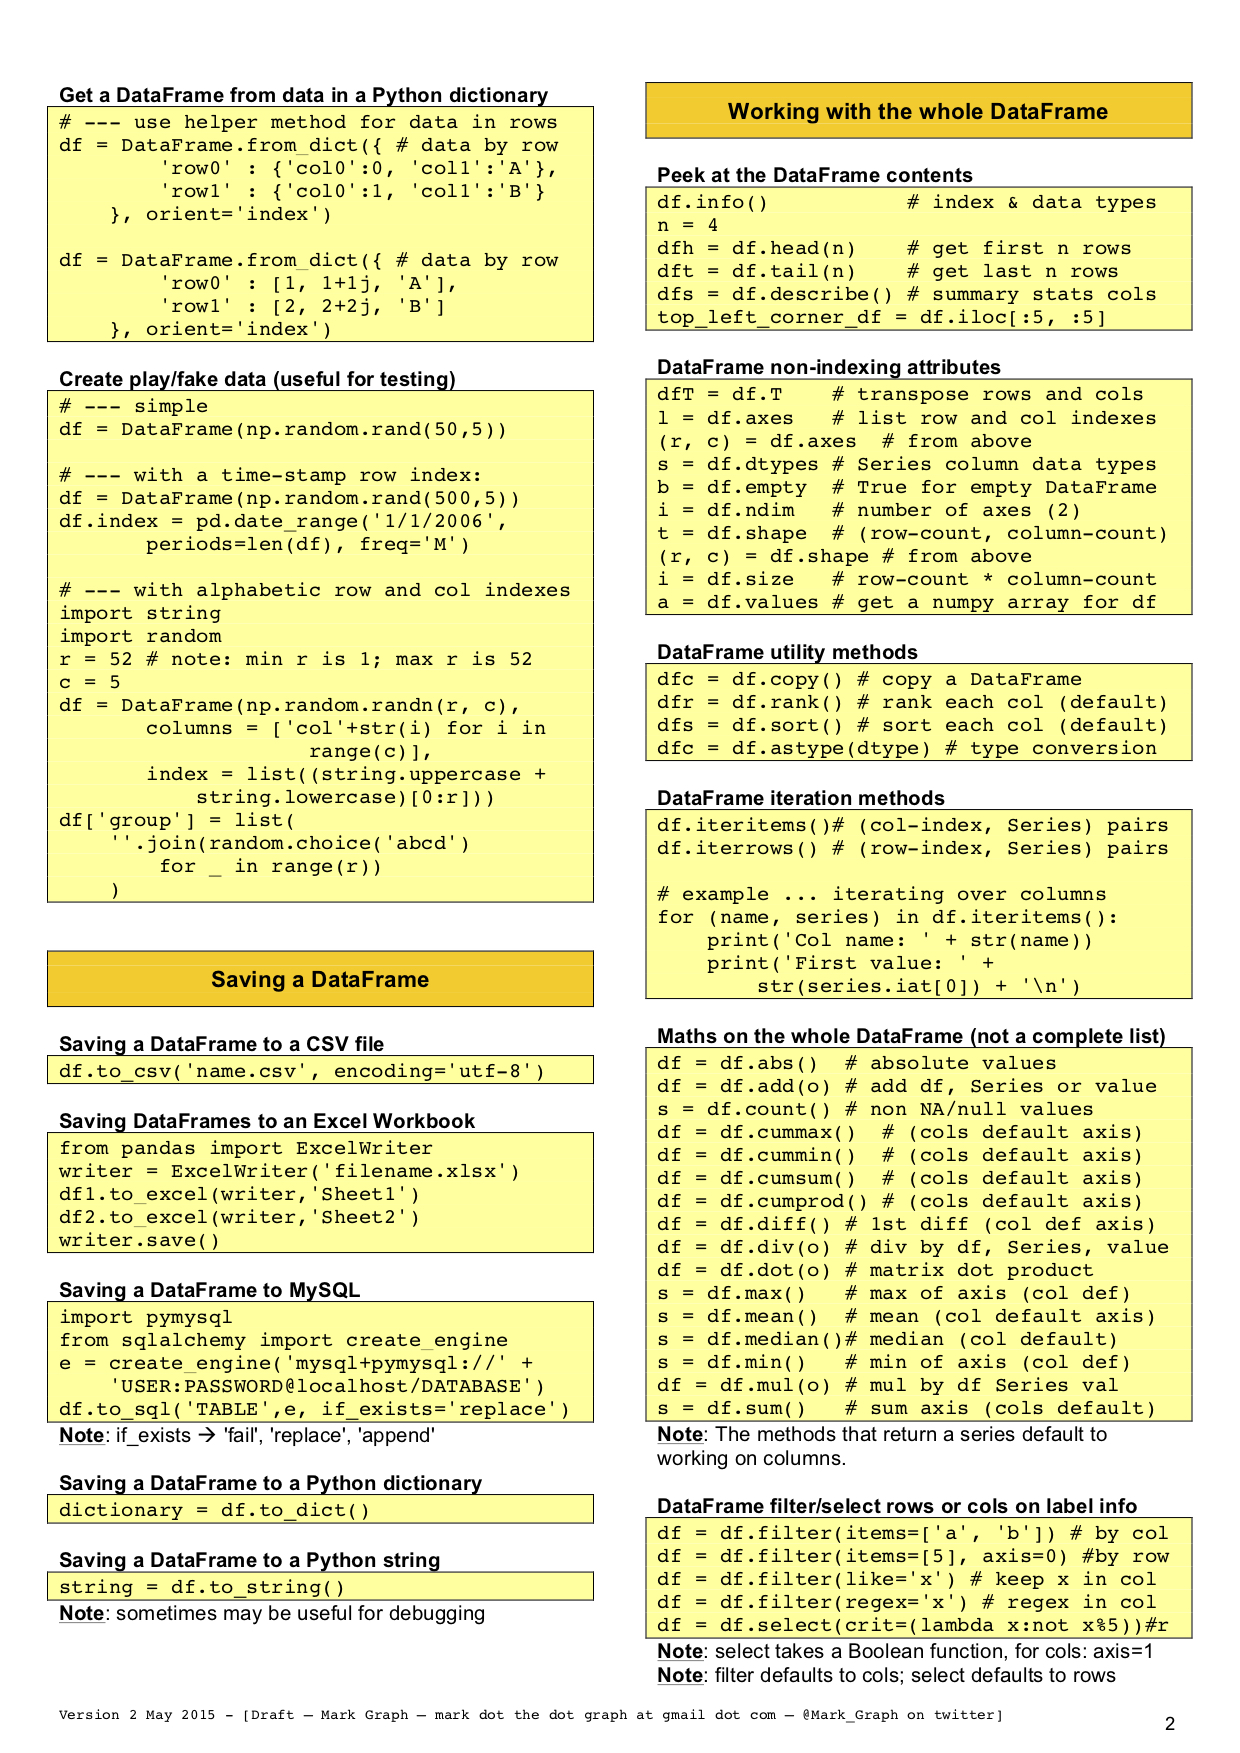 Get a DataFrame from data in a Python dictionary
# --- use helper method for data in rows
df = DataFrame.from_dict({ # data by row
        'row0' : {'col0':0, 'col1':'A'},
        'row1' : {'col0':1, 'col1':'B'}
    }, orient='index')

df = DataFrame.from_dict({ # data by row
        'row0' : [1, 1+1j, 'A'],
        'row1' : [2, 2+2j, 'B']
    }, orient='index')

Create play/fake data (useful for testing)
# --- simple
df = DataFrame(np.random.rand(50,5))

# --- with a time-stamp row index:
df = DataFrame(np.random.rand(500,5))
df.index = pd.date_range('1/1/2006',
       periods=len(df), freq='M')

# --- with alphabetic row and col indexes
import string
import random
r = 52 # note: min r is 1; max r is 52
c = 5
df = DataFrame(np.random.randn(r, c),
       columns = ['col'+str(i) for i in
                    range(c)],
       index = list((string.uppercase +
           string.lowercase)[0:r]))
df['group'] = list(
    ''.join(random.choice('abcd')
        for _ in range(r))
    )

Saving a DataFrame

Saving a DataFrame to a CSV file
df.to_csv('name.csv', encoding='utf-8')

Saving DataFrames to an Excel Workbook
from pandas import ExcelWriter
writer = ExcelWriter('filename.xlsx')
df1.to_excel(writer,'Sheet1')
df2.to_excel(writer,'Sheet2')
writer.save()

Saving a DataFrame to MySQL
import pymysql
from sqlalchemy import create_engine
e = create_engine('mysql+pymysql://' +
    'USER:PASSWORD@localhost/DATABASE')
df.to_sql('TABLE',e, if_exists='replace')
Note: if_exists → 'fail', 'replace', 'append'

Saving a DataFrame to a Python dictionary
dictionary = df.to_dict()

Saving a DataFrame to a Python string
string = df.to_string()
Note: sometimes may be useful for debugging

Working with the whole DataFrame

Peek at the DataFrame contents
df.info()           # index & data types
n = 4
dfh = df.head(n)    # get first n rows
dft = df.tail(n)    # get last n rows
dfs = df.describe() # summary stats cols
top_left_corner_df = df.iloc[:5, :5]

DataFrame non-indexing attributes
dfT = df.T    # transpose rows and cols
l = df.axes   # list row and col indexes
(r, c) = df.axes  # from above
s = df.dtypes # Series column data types
b = df.empty  # True for empty DataFrame
i = df.ndim   # number of axes (2)
t = df.shape  # (row-count, column-count)
(r, c) = df.shape # from above
i = df.size   # row-count * column-count
a = df.values # get a numpy array for df

DataFrame utility methods
dfc = df.copy() # copy a DataFrame
dfr = df.rank() # rank each col (default)
dfs = df.sort() # sort each col (default)
dfc = df.astype(dtype) # type conversion

DataFrame iteration methods
df.iteritems()# (col-index, Series) pairs
df.iterrows() # (row-index, Series) pairs

# example ... iterating over columns
for (name, series) in df.iteritems():
    print('Col name: ' + str(name))
    print('First value: ' +
        str(series.iat[0]) + '\n')

Maths on the whole DataFrame (not a complete list)
df = df.abs()  # absolute values
df = df.add(o) # add df, Series or value
s = df.count() # non NA/null values
df = df.cummax()  # (cols default axis)
df = df.cummin()  # (cols default axis)
df = df.cumsum()  # (cols default axis)
df = df.cumprod() # (cols default axis)
df = df.diff() # 1st diff (col def axis)
df = df.div(o) # div by df, Series, value
df = df.dot(o) # matrix dot product
s = df.max()   # max of axis (col def)
s = df.mean()  # mean (col default axis)
s = df.median()# median (col default)
s = df.min()   # min of axis (col def)
df = df.mul(o) # mul by df Series val
s = df.sum()   # sum axis (cols default)
Note: The methods that return a series default to
working on columns.

DataFrame filter/select rows or cols on label info
df = df.filter(items=['a', 'b']) # by col
df = df.filter(items=[5], axis=0) #by row
df = df.filter(like='x') # keep x in col
df = df.filter(regex='x') # regex in col
df = df.select(crit=(lambda x:not x%5))#r
Note: select takes a Boolean function, for cols: axis=1
Note: filter defaults to cols; select defaults to rows

Version 2 May 2015 - [Draft – Mark Graph – mark dot the dot graph at gmail dot com – @Mark_Graph on twitter]
2